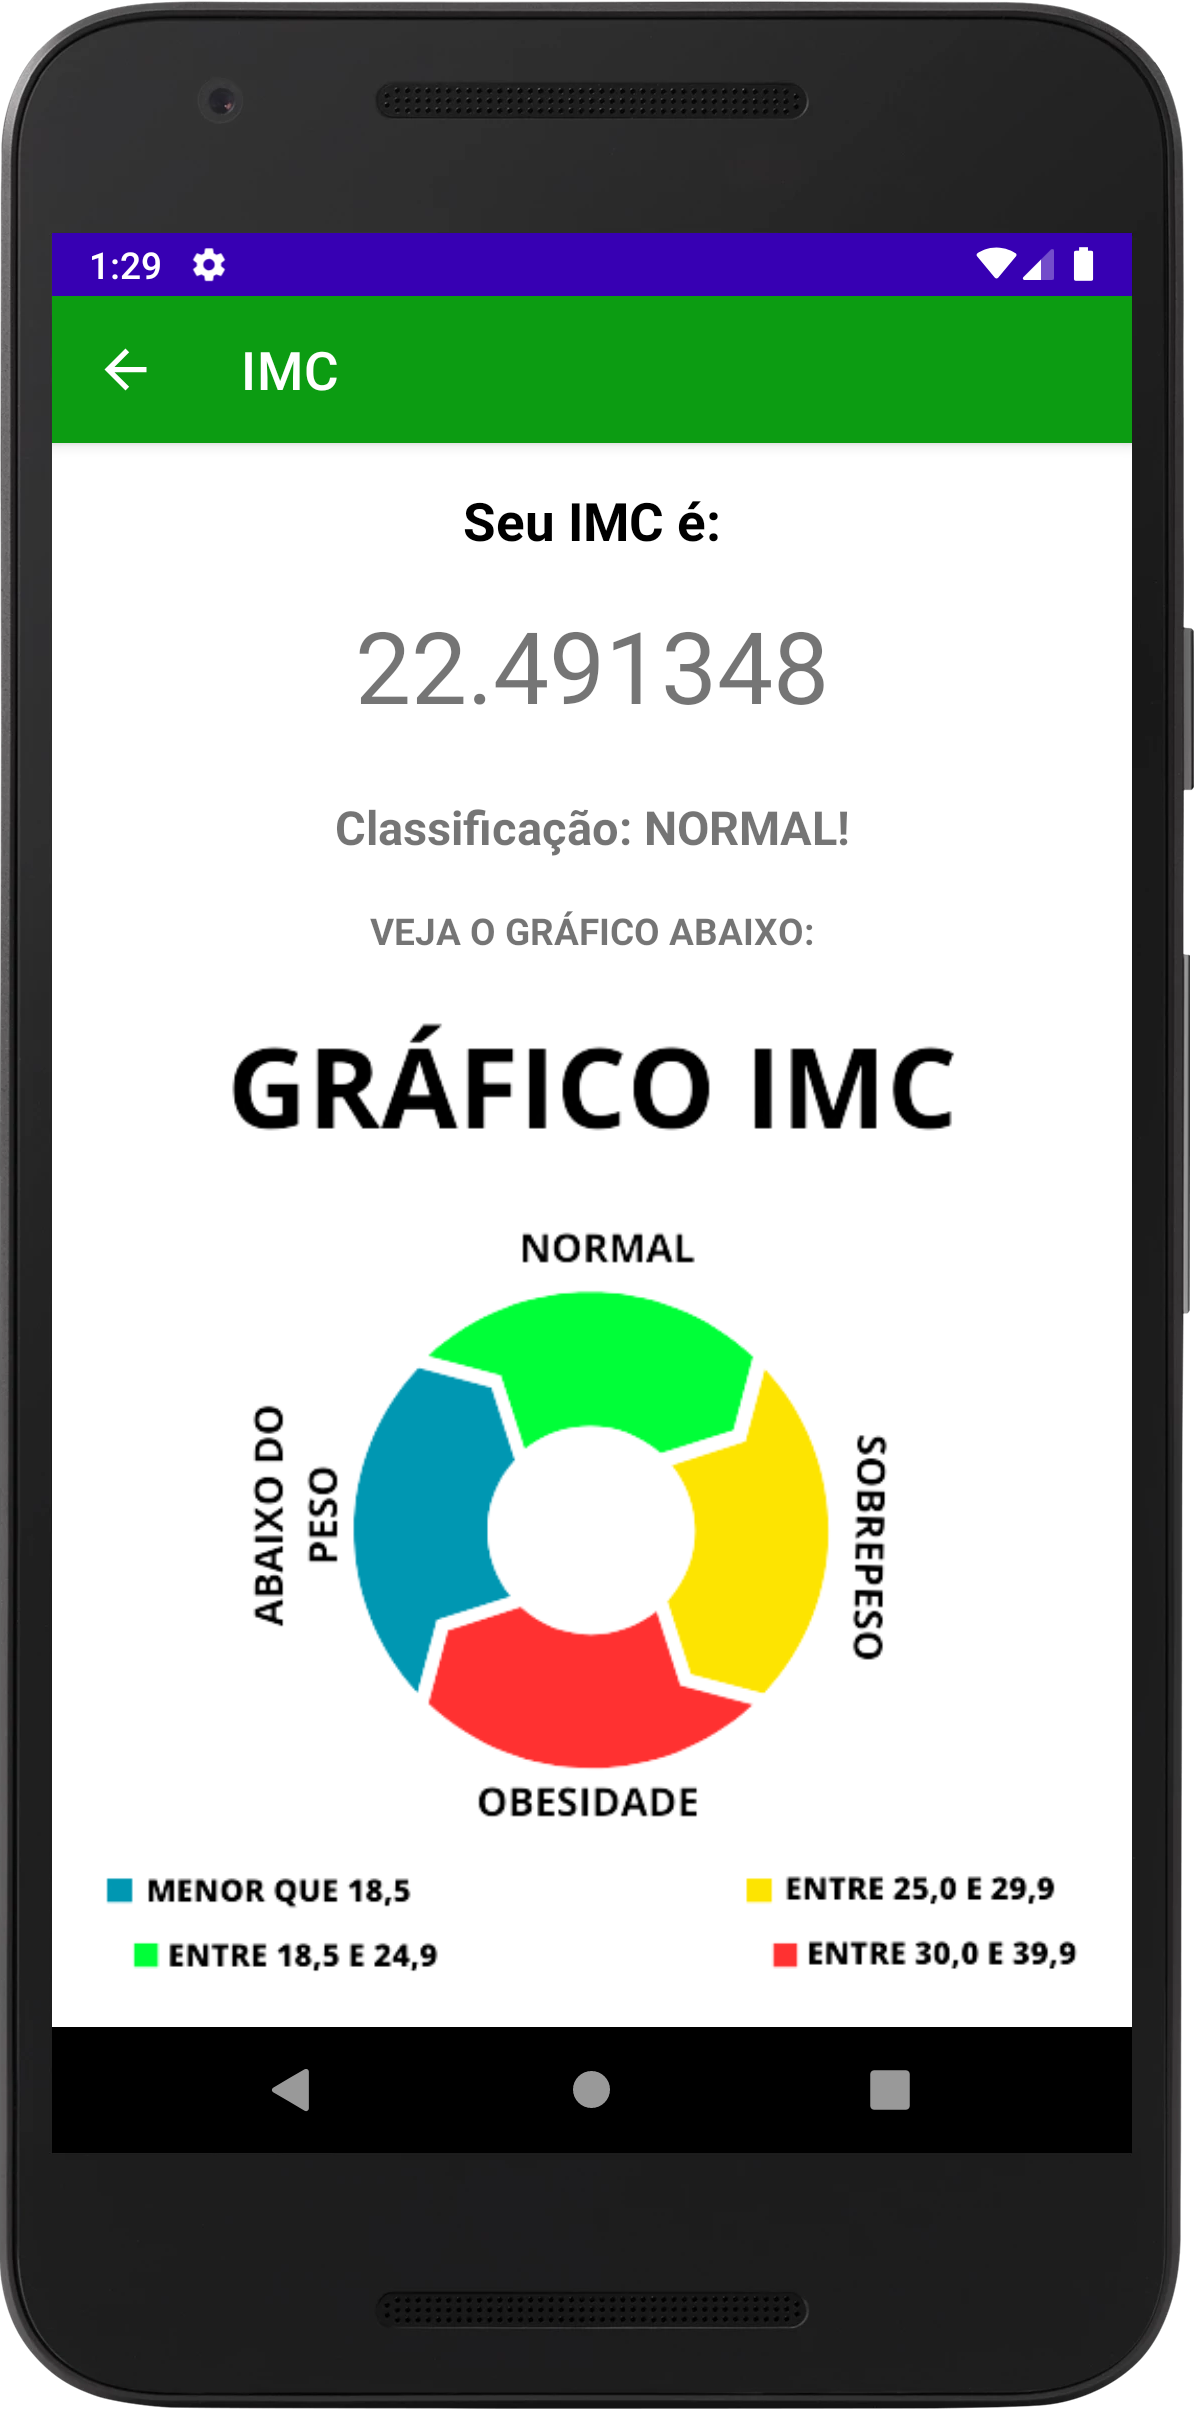 1:29
IMC
Seu IMC é:
22.491348
Classificação: NORMAL!
VEJA O GRÁFICO ABAIXO:
GRÁFICO IMC
NORMAL
ABAIXO DO
PESO
SOBREPESO
OBESIDADE
MENOR QUE 18,5
ENTRE 25,0 E 29,9
ENTRE 18,5 E 24,9
ENTRE 30,0 E 39,9